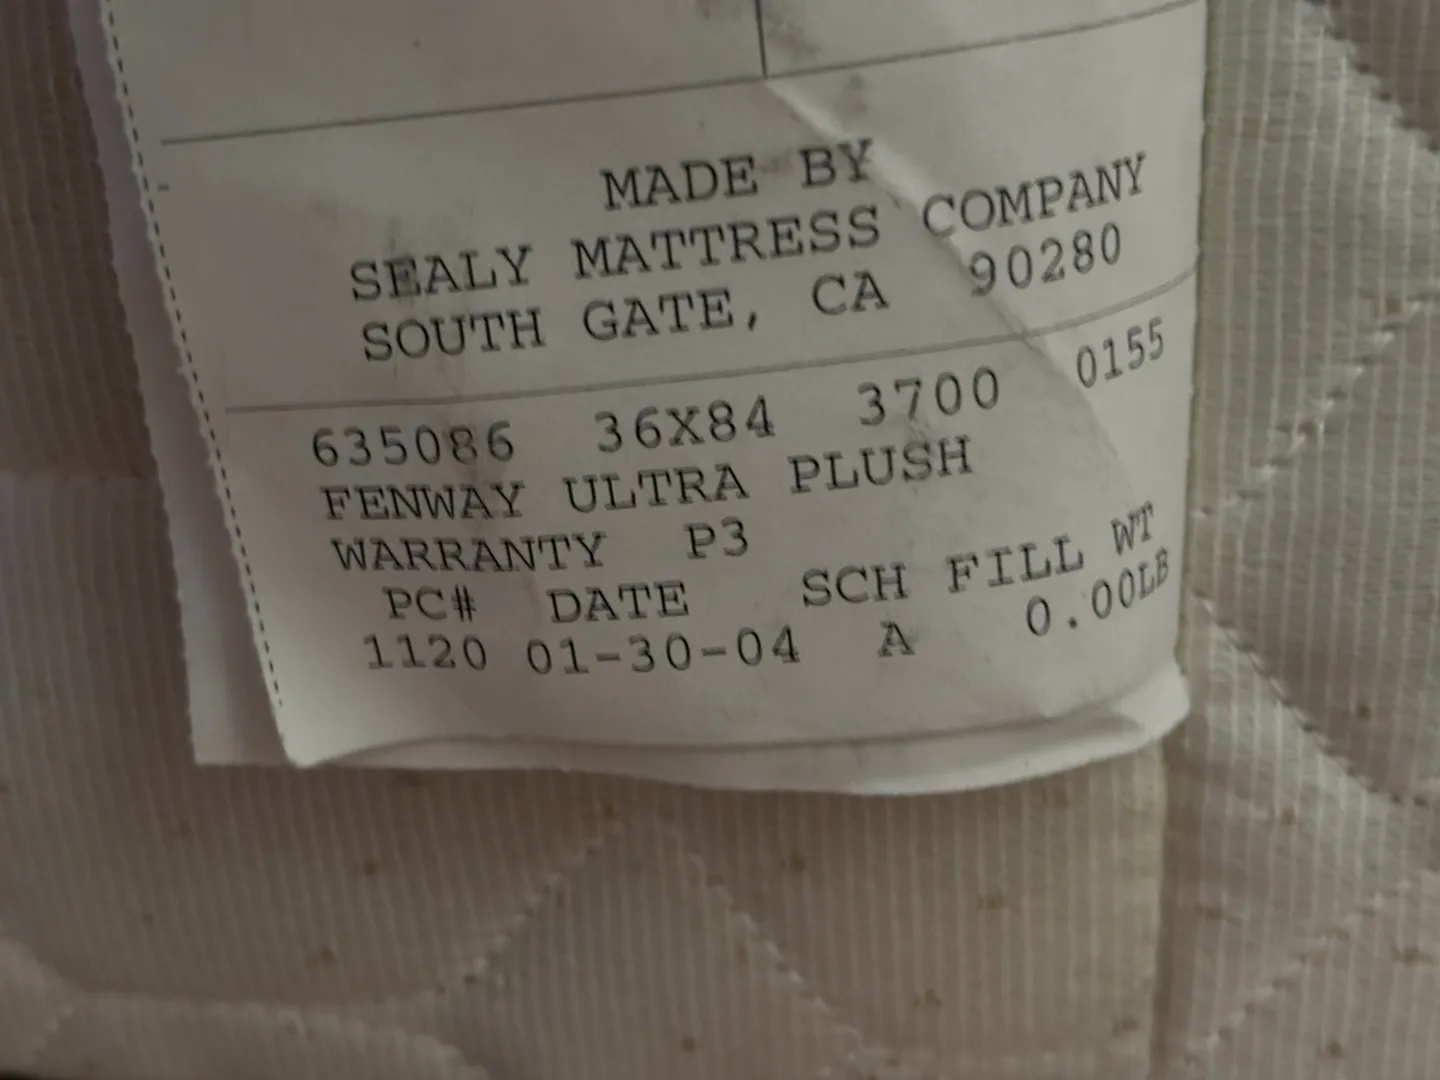 MADE BY
SEALY MATTRESS COMPANY
SOUTH GATE, CA 90280
635086 36X84 3700 0155
FENWAY ULTRA PLUSH
WARRANTY P3
PC# DATE SCH FILL WT
1120 01-30-04 A 0.00LB